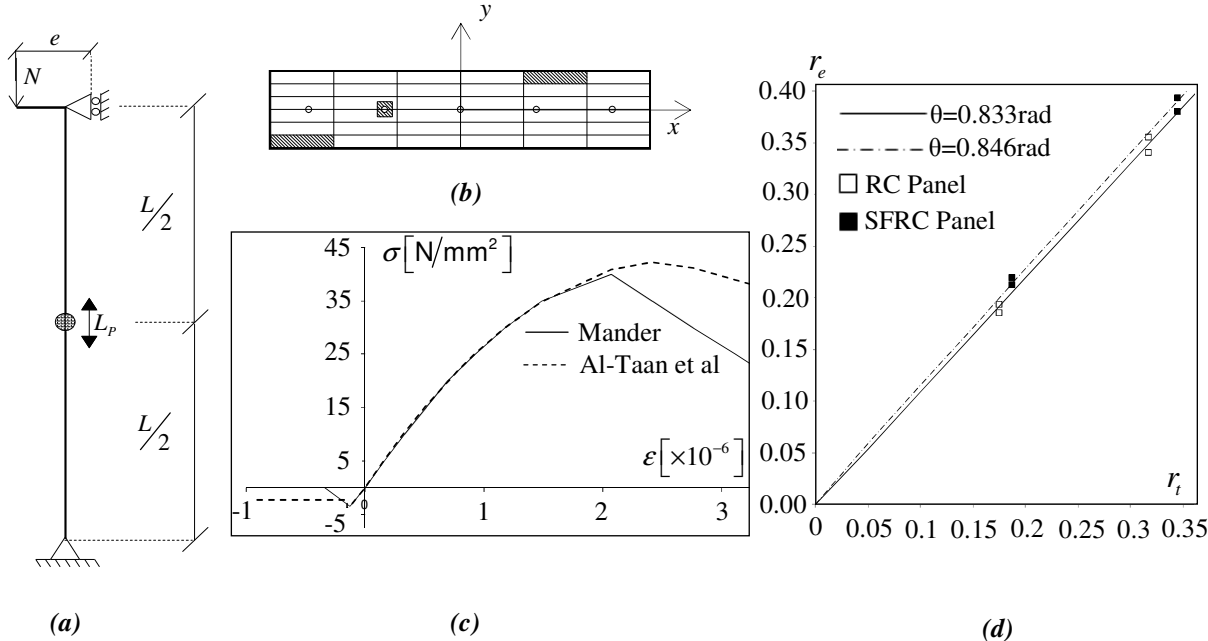 e
N
L/2
L_P
L/2
(a)
y
x
(b)
45
σ[N/mm²]
35
25
Mander
Al-Taan et al
15
5
ε[×10⁻⁶]
-1
0
1
2
3
-5
(c)
r_e
0.40
θ=0.833rad
θ=0.846rad
0.35
RC Panel
0.30
SFRC Panel
0.25
0.20
0.15
0.10
0.05
r_t
0.00
0 0.05 0.1 0.15 0.2 0.25 0.3 0.35
(d)